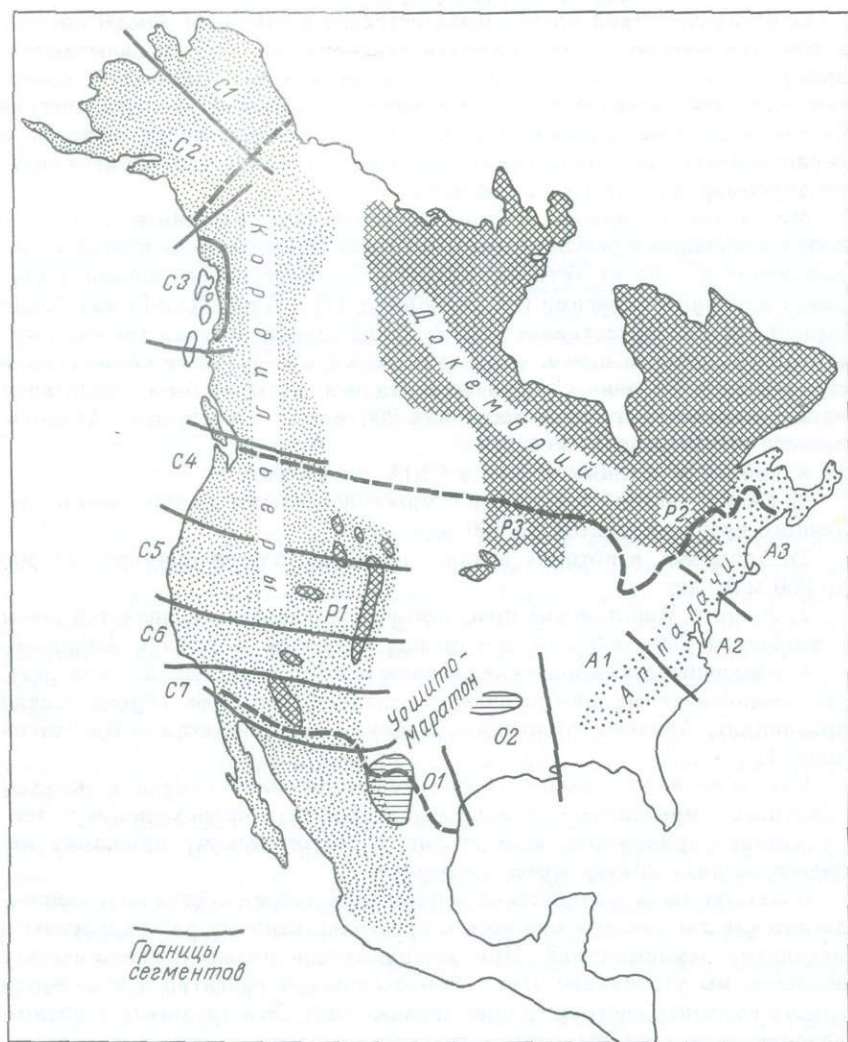 C1
C2
Кордильеры
C3
Докембрий
C4
P3
P2
C5
A3
P1
C6
A2
Аппалачи
A1
C7
Уошито-
Маратон
O2
O1
Границы
сегментов